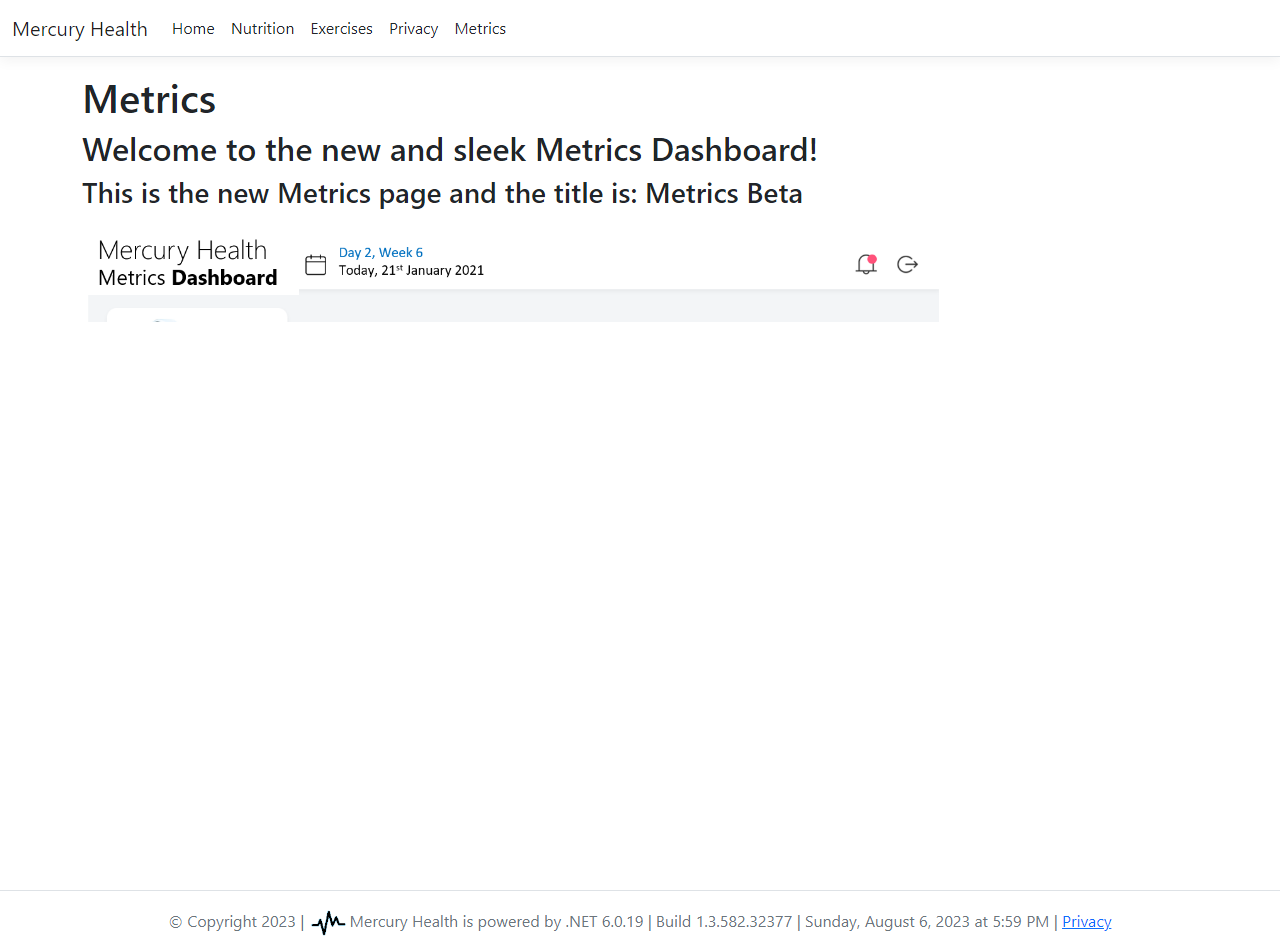 Mercury Health Home Nutrition Exercises Privacy Metrics
Metrics
Welcome to the new and sleek Metrics Dashboard!
This is the new Metrics page and the title is: Metrics Beta
Mercury Health
Metrics Dashboard
Day 2, Week 6
Today, 21st January 2021
© Copyright 2023 | Mercury Health is powered by .NET 6.0.19 | Build 1.3.582.32377 | Sunday, August 6, 2023 at 5:59 PM | Privacy